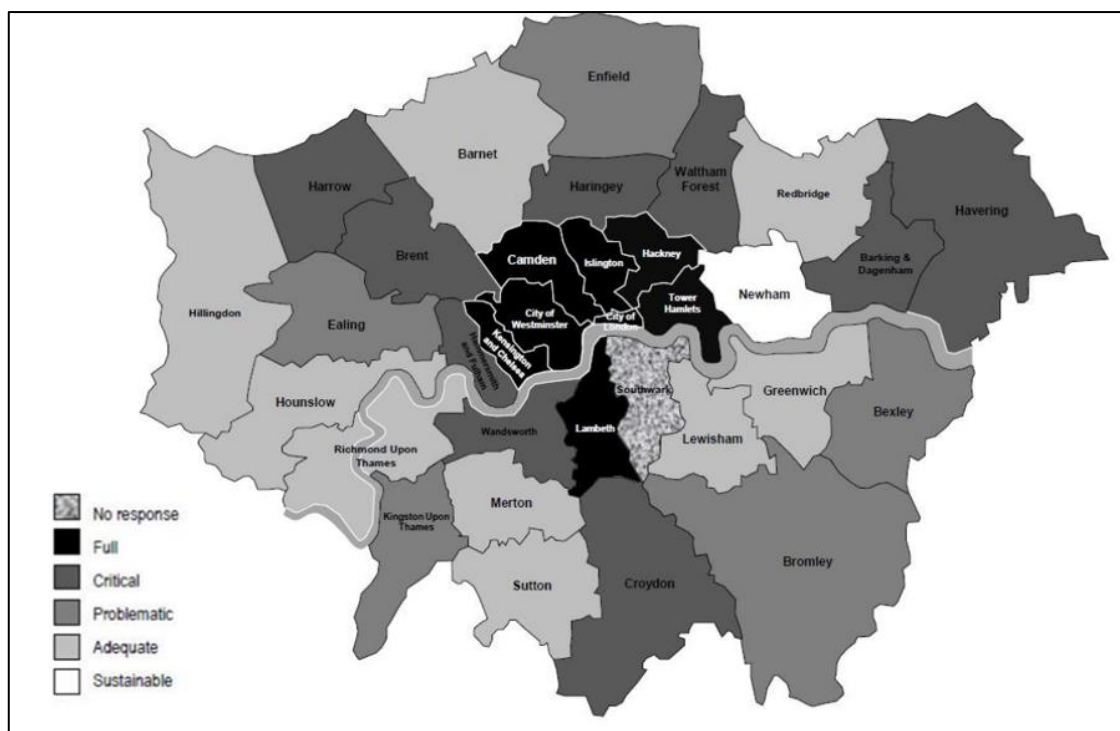 Enfield
Barnet
Harrow
Haringey
Waltham
Forest
Redbridge
Havering
Brent
Camden
Islington
Hackney
Barking &
Dagenham
Hillingdon
Ealing
City of
Westminster
City of
London
Tower
Hamlets
Newham
Kensington
and Chelsea
Hammersmith
and Fulham
Hounslow
Southwark
Greenwich
Bexley
Richmond Upon
Thames
Wandsworth
Lambeth
Lewisham
Merton
Kingston Upon
Thames
Sutton
Croydon
Bromley
No response
Full
Critical
Problematic
Adequate
Sustainable